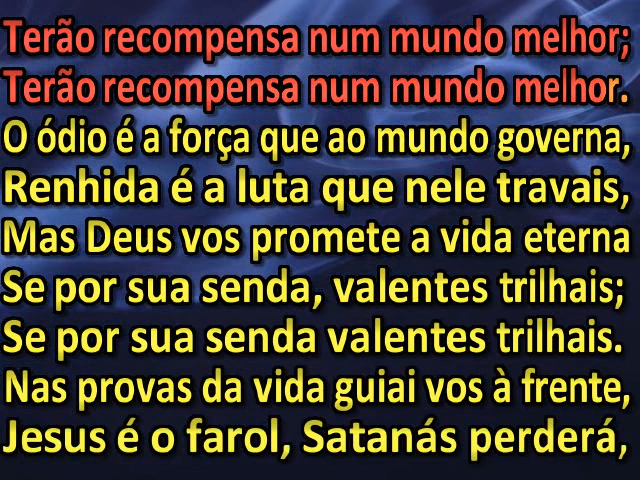 Terão recompensa num mundo melhor;
Terão recompensa num mundo melhor.
O ódio é a força que ao mundo governa,
Renhida é a luta que nele travais,
Mas Deus vos promete a vida eterna
Se por sua senda, valentes trilhais;
Se por sua senda valentes trilhais.
Nas provas da vida guiai vos à frente,
Jesus é o farol, Satanás perderá,